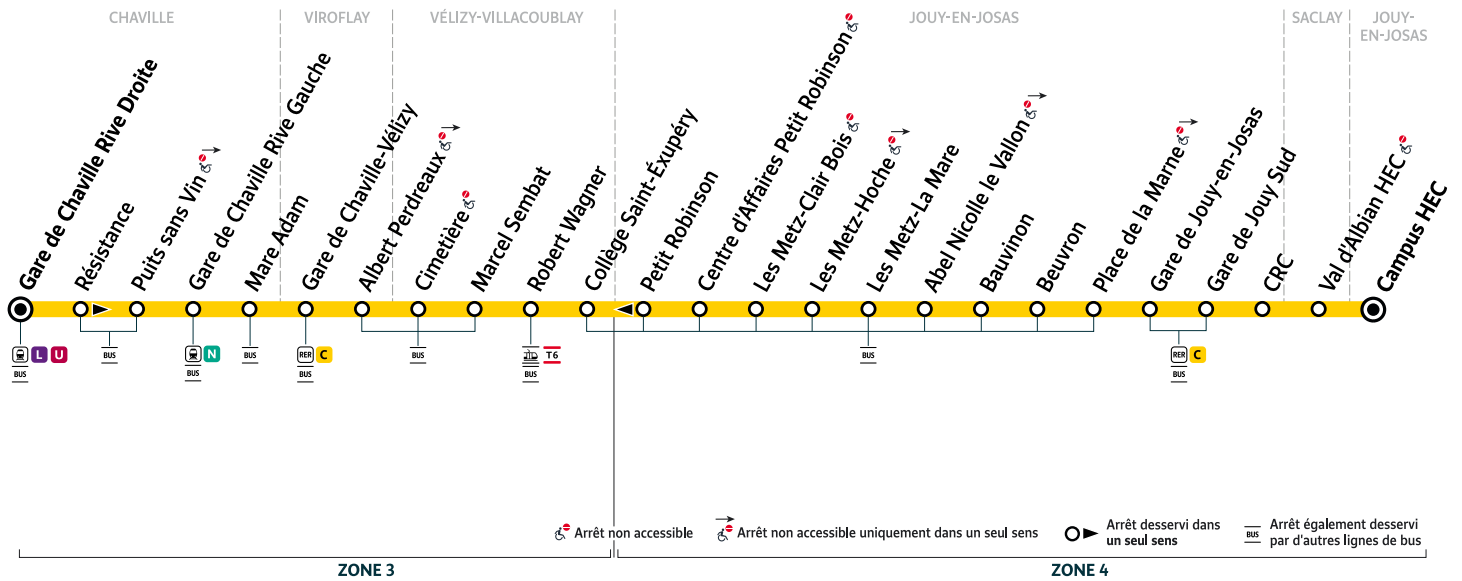 CHAVILLE
VIROFLAY
VÉLIZY-VILLACOUBLAY
JOUY-EN-JOSAS
SACLAY
JOUY-
EN-JOSAS
Gare de Chaville Rive Droite
Résistance
Puits sans Vin
Gare de Chaville Rive Gauche
Mare Adam
Gare de Chaville-Vélizy
Albert Perdreaux
Cimetière
Marcel Sembat
Robert Wagner
Collège Saint-Éxupéry
Petit Robinson
Centre d'Affaires Petit Robinson
Les Metz-Clair Bois
Les Metz-Hoche
Les Metz-La Mare
Abel Nicolle le Vallon
Bauvinon
Beuvron
Place de la Marne
Gare de Jouy-en-Josas
Gare de Jouy Sud
CRC
Val d'Albian HEC
Campus HEC
L U
BUS
BUS
N
BUS
BUS
RER C
BUS
BUS
T6
BUS
BUS
RER C
BUS
Arrêt non accessible
Arrêt non accessible uniquement dans un seul sens
Arrêt desservi dans
un seul sens
BUS
Arrêt également desservi
par d'autres lignes de bus
ZONE 3
ZONE 4